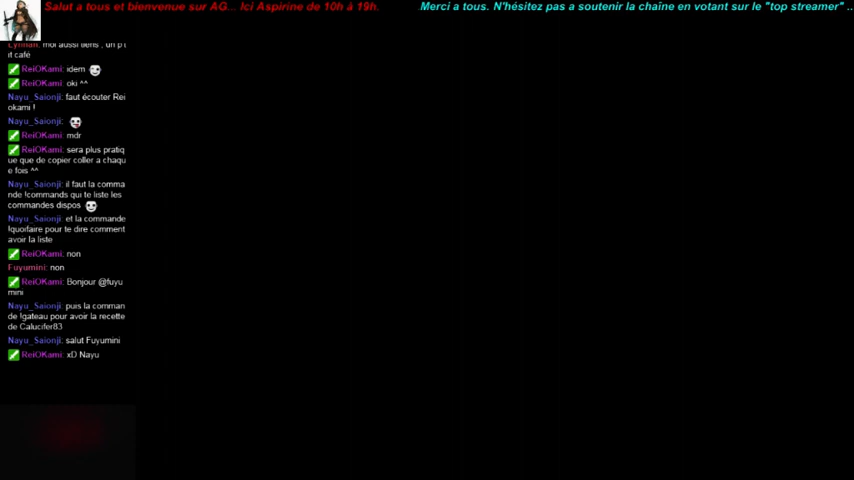 Salut a tous et bienvenue sur AG... Ici Aspirine de 10h à 19h.
Merci a tous. N'hésitez pas a soutenir la chaîne en votant sur le "top streamer" ..
moi aussi tiens , un p't
it café
ReiOKami: idem
ReiOKami: oki ^^
Nayu_Saionji: faut écouter Rei
okami !
Nayu_Saionji:
ReiOKami: mdr
ReiOKami: sera plus pratiq
ue que de copier coller a chaqu
e fois ^^
Nayu_Saionji: il faut la comma
nde !commands qui te liste les
commandes dispos
Nayu_Saionji: et la commande
!quoifaire pour te dire comment
avoir la liste
ReiOKami: non
Fuyumini: non
ReiOKami: Bonjour @fuyu
mini
Nayu_Saionji: puis la comman
de !gateau pour avoir la recette
de Calucifer83
Nayu_Saionji: salut Fuyumini
ReiOKami: xD Nayu